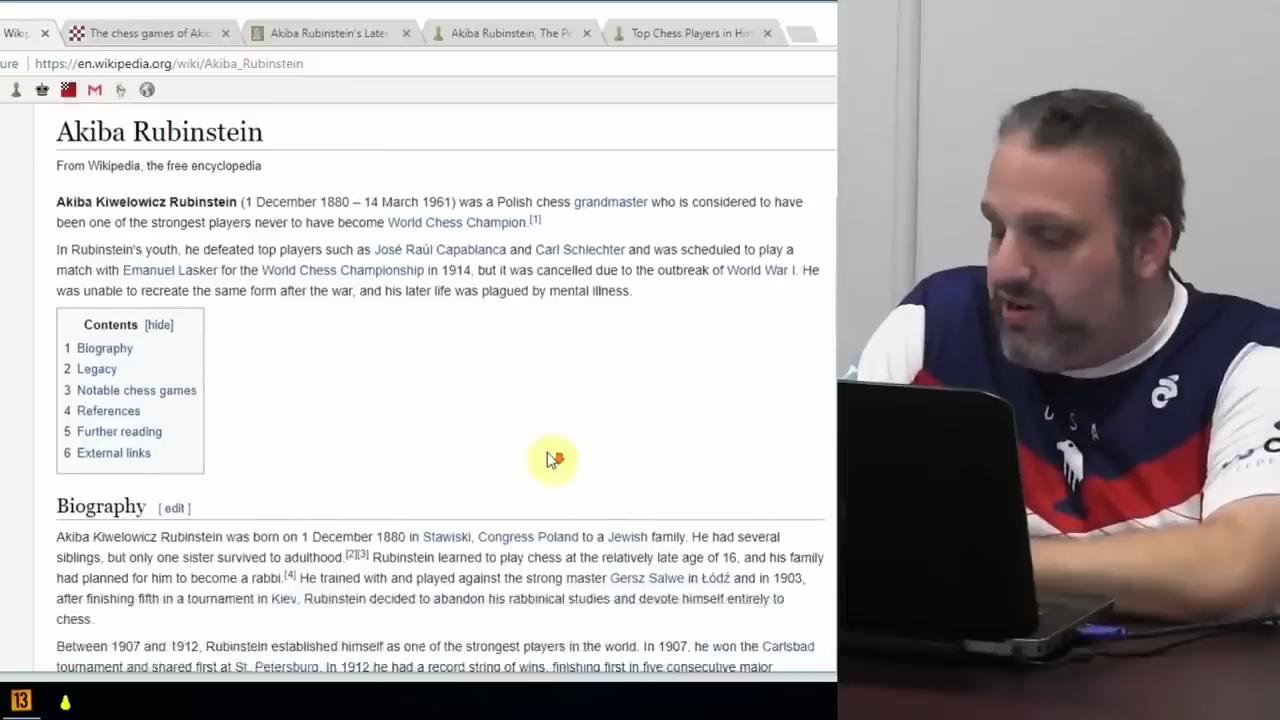 Wikip
The chess games of Aki
Akiba Rubinstein's Late
Akiba Rubinstein, The P
Top Chess Players in His
ure https://en.wikipedia.org/wiki/Akiba_Rubinstein
Akiba Rubinstein
From Wikipedia, the free encyclopedia
Akiba Kiwelowicz Rubinstein (1 December 1880 – 14 March 1961) was a Polish chess grandmaster who is considered to have
been one of the strongest players never to have become World Chess Champion.[1]
In Rubinstein's youth, he defeated top players such as José Raúl Capablanca and Carl Schlechter and was scheduled to play a
match with Emanuel Lasker for the World Chess Championship in 1914, but it was cancelled due to the outbreak of World War I. He
was unable to recreate the same form after the war, and his later life was plagued by mental illness.
Contents [hide]
1 Biography
2 Legacy
3 Notable chess games
4 References
5 Further reading
6 External links
Biography [ edit ]
Akiba Kiwelowicz Rubinstein was born on 1 December 1880 in Stawiski, Congress Poland to a Jewish family. He had several
siblings, but only one sister survived to adulthood.[2][3] Rubinstein learned to play chess at the relatively late age of 16, and his family
had planned for him to become a rabbi.[4] He trained with and played against the strong master Gersz Salwe in Łódź and in 1903,
after finishing fifth in a tournament in Kiev, Rubinstein decided to abandon his rabbinical studies and devote himself entirely to
chess.
Between 1907 and 1912, Rubinstein established himself as one of the strongest players in the world. In 1907, he won the Carlsbad
tournament and shared first at St. Petersburg. In 1912 he had a record string of wins, finishing first in five consecutive major
13
USA